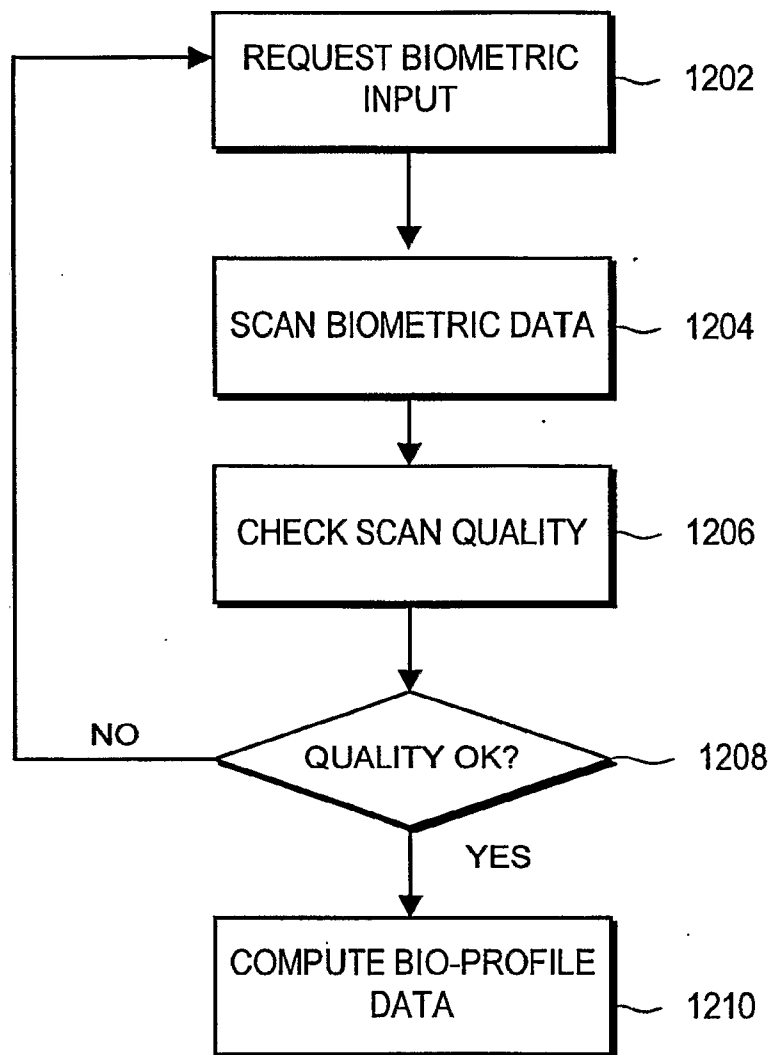 REQUEST BIOMETRIC
INPUT
1202
SCAN BIOMETRIC DATA
1204
CHECK SCAN QUALITY
1206
NO
QUALITY OK?
1208
YES
COMPUTE BIO-PROFILE
DATA
1210